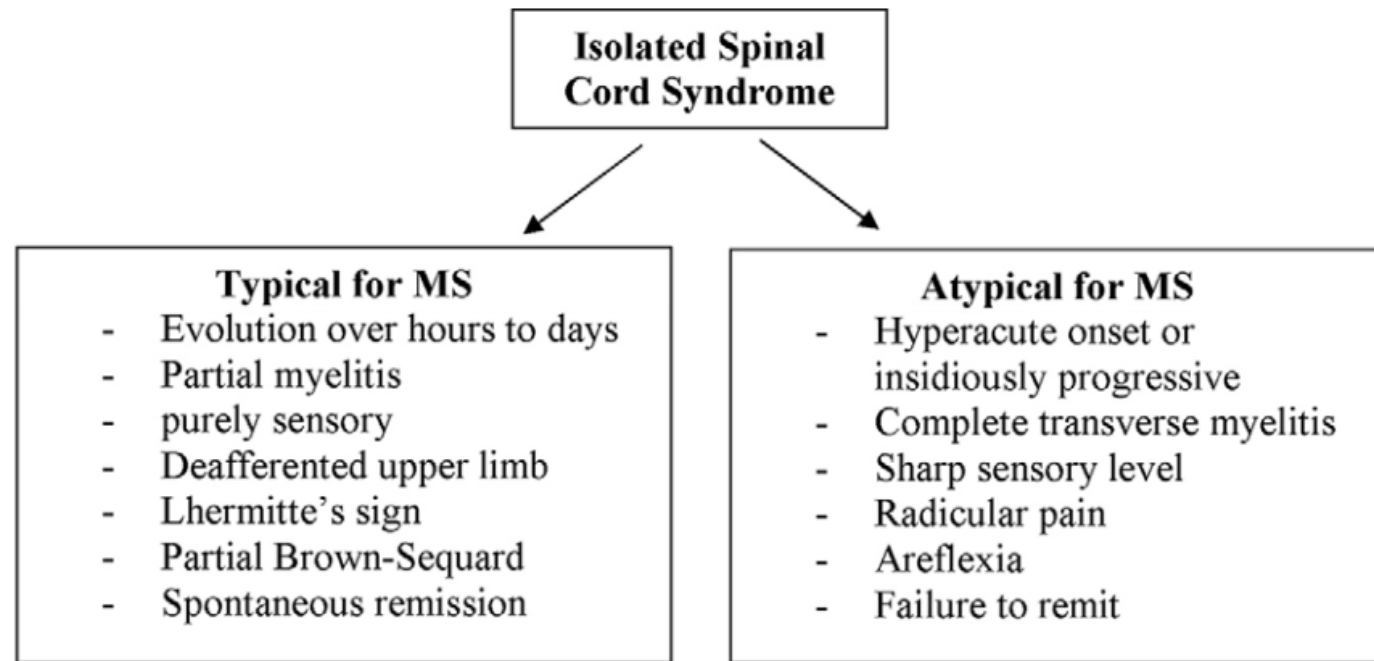 Isolated Spinal
Cord Syndrome
Typical for MS
- Evolution over hours to days
- Partial myelitis
- purely sensory
- Deafferented upper limb
- Lhermitte’s sign
- Partial Brown-Sequard
- Spontaneous remission
Atypical for MS
- Hyperacute onset or
insidiously progressive
- Complete transverse myelitis
- Sharp sensory level
- Radicular pain
- Areflexia
- Failure to remit